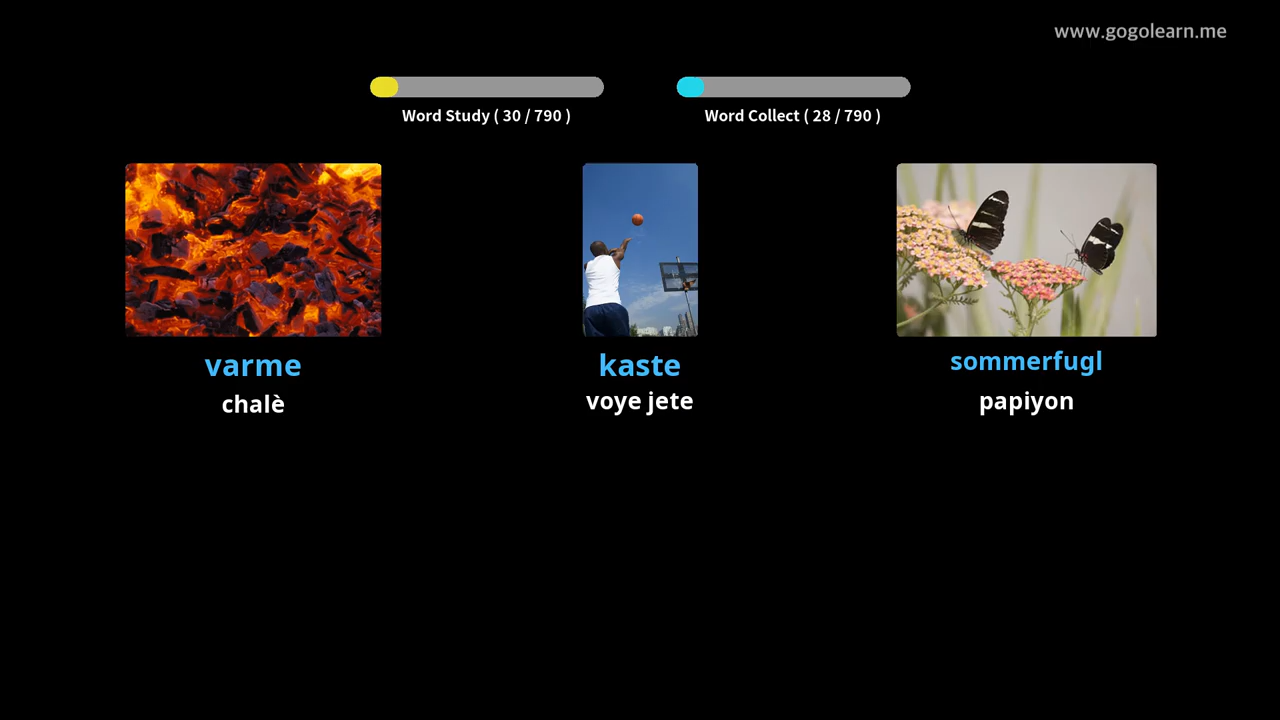 www.gogolearn.me
Word Study ( 30 / 790 )
Word Collect ( 28 / 790 )
varme
chalè
kaste
voye jete
sommerfugl
papiyon